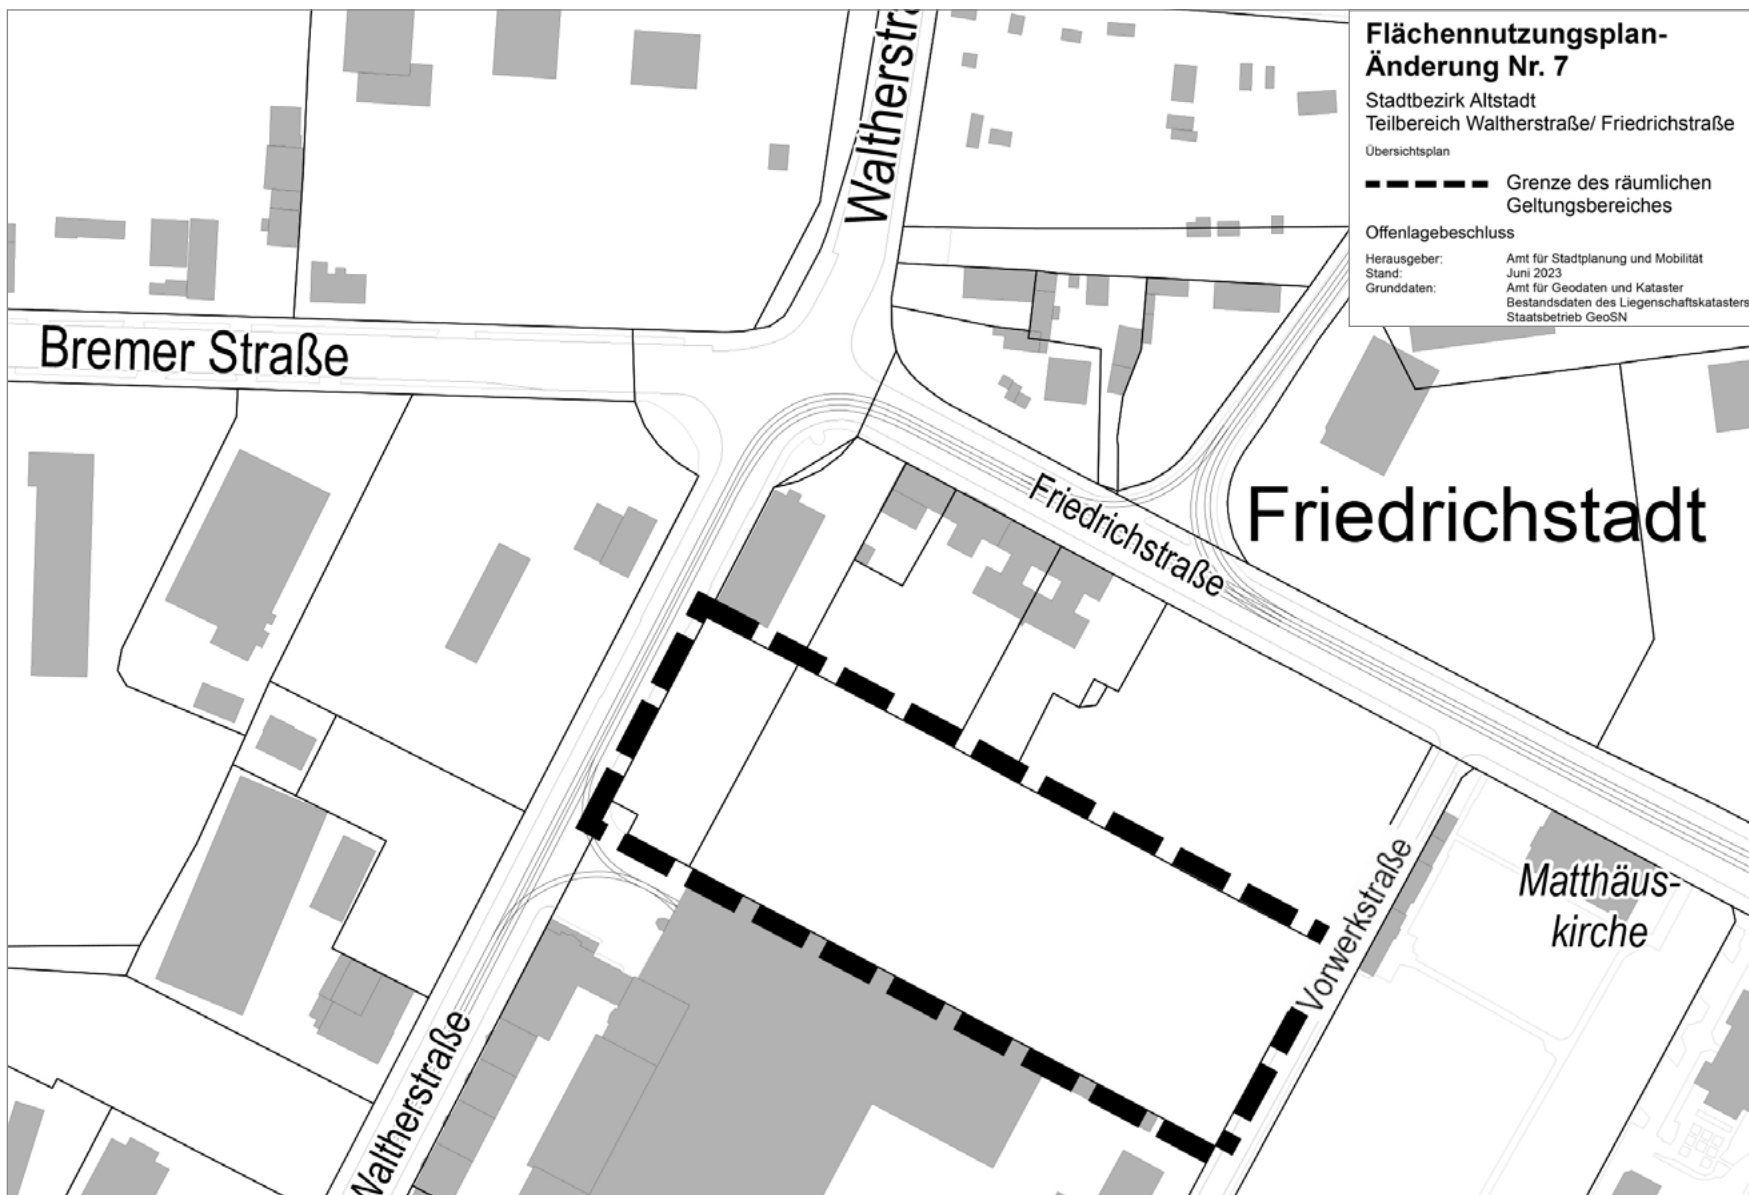 Flächennutzungsplan-
Änderung Nr. 7
Stadtbezirk Altstadt
Teilbereich Waltherstraße/ Friedrichstraße
Übersichtsplan
Grenze des räumlichen
Geltungsbereiches
Offenlagebeschluss
Herausgeber: Amt für Stadtplanung und Mobilität
Stand: Juni 2023
Grunddaten: Amt für Geodaten und Kataster
Bestandsdaten des Liegenschaftskatasters
Staatsbetrieb GeoSN
Waltherstra
Bremer Straße
Friedrichstraße
Friedrichstadt
Vorwerkstraße
Matthäus-
kirche
Waltherstraße